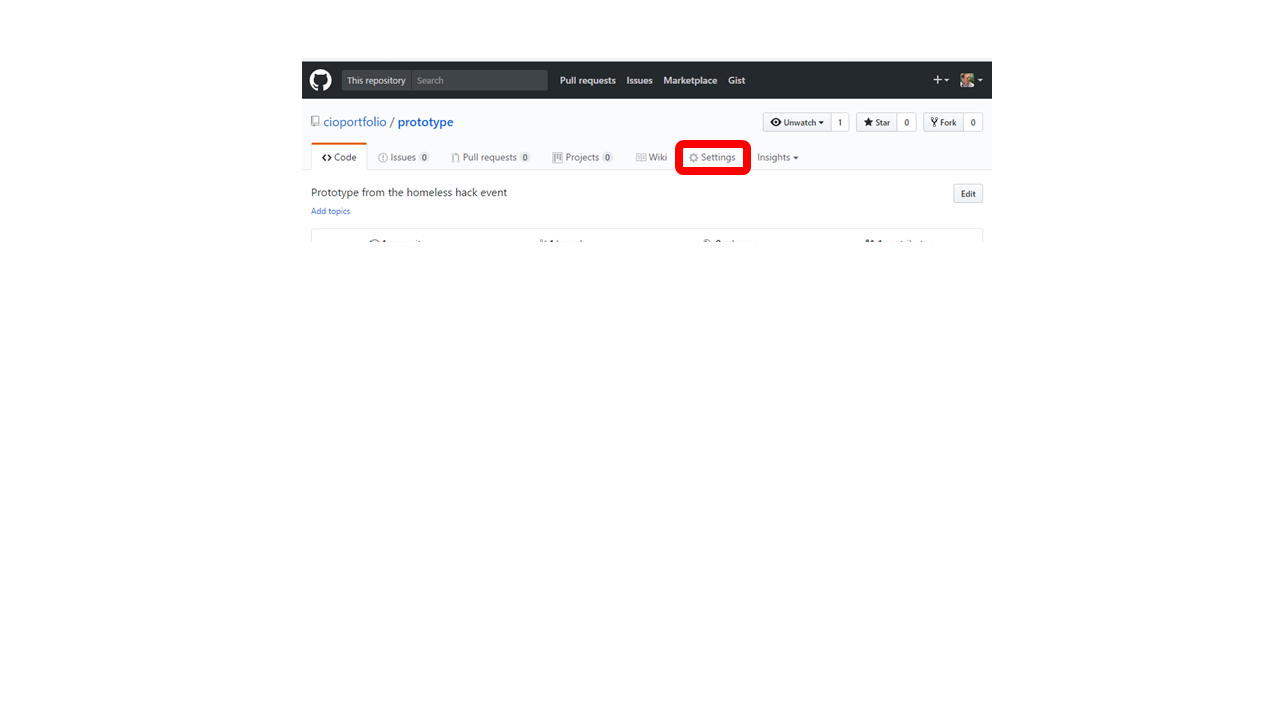 This repository Search Pull requests Issues Marketplace Gist
cioportfolio / prototype Unwatch 1 Star 0 Fork 0
Code Issues 0 Pull requests 0 Projects 0 Wiki Settings Insights
Prototype from the homeless hack event Edit
Add topics